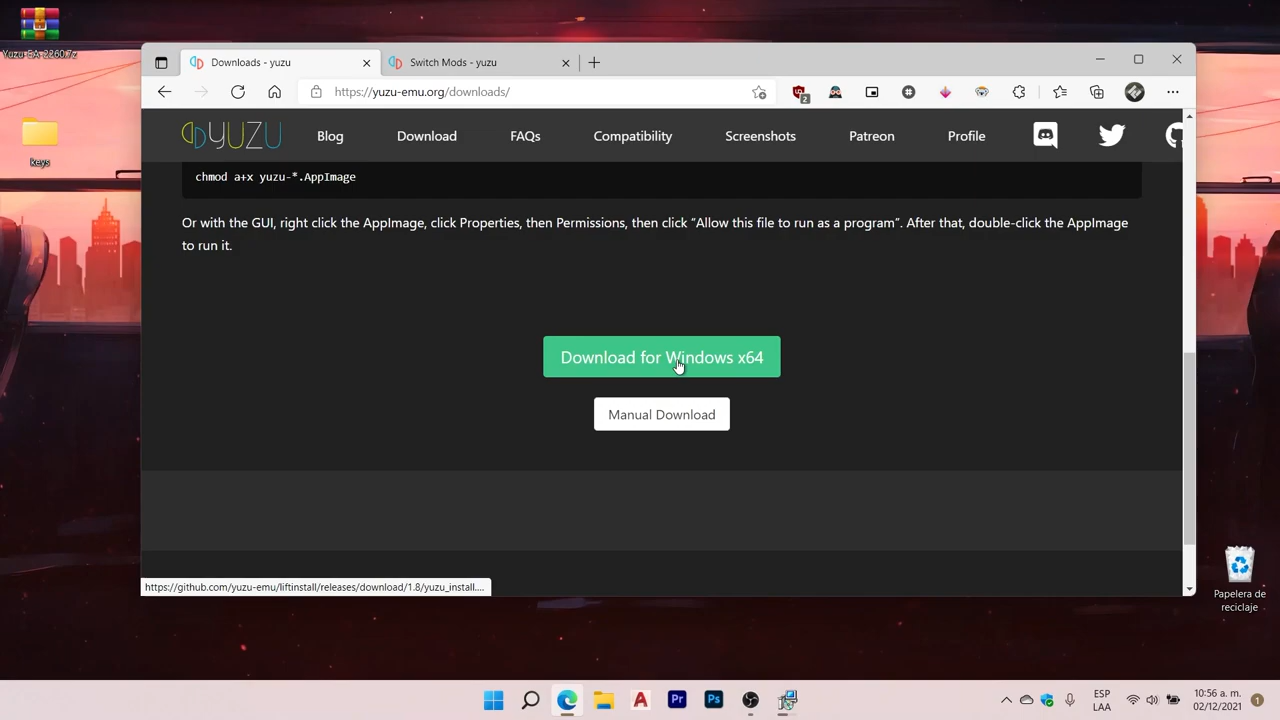 Yuzu-EA-2260.7z
keys
Downloads - yuzu
Switch Mods - yuzu
https://yuzu-emu.org/downloads/
2
YUZU
Blog
Download
FAQs
Compatibility
Screenshots
Patreon
Profile
chmod a+x yuzu-*.AppImage
Or with the GUI, right click the AppImage, click Properties, then Permissions, then click “Allow this file to run as a program”. After that, double-click the AppImage
to run it.
Download for Windows x64
Manual Download
https://github.com/yuzu-emu/liftinstall/releases/download/1.8/yuzu_install....
Papelera de
reciclaje
A
Pr
Ps
ESP
LAA
10:56 a. m.
02/12/2021
1